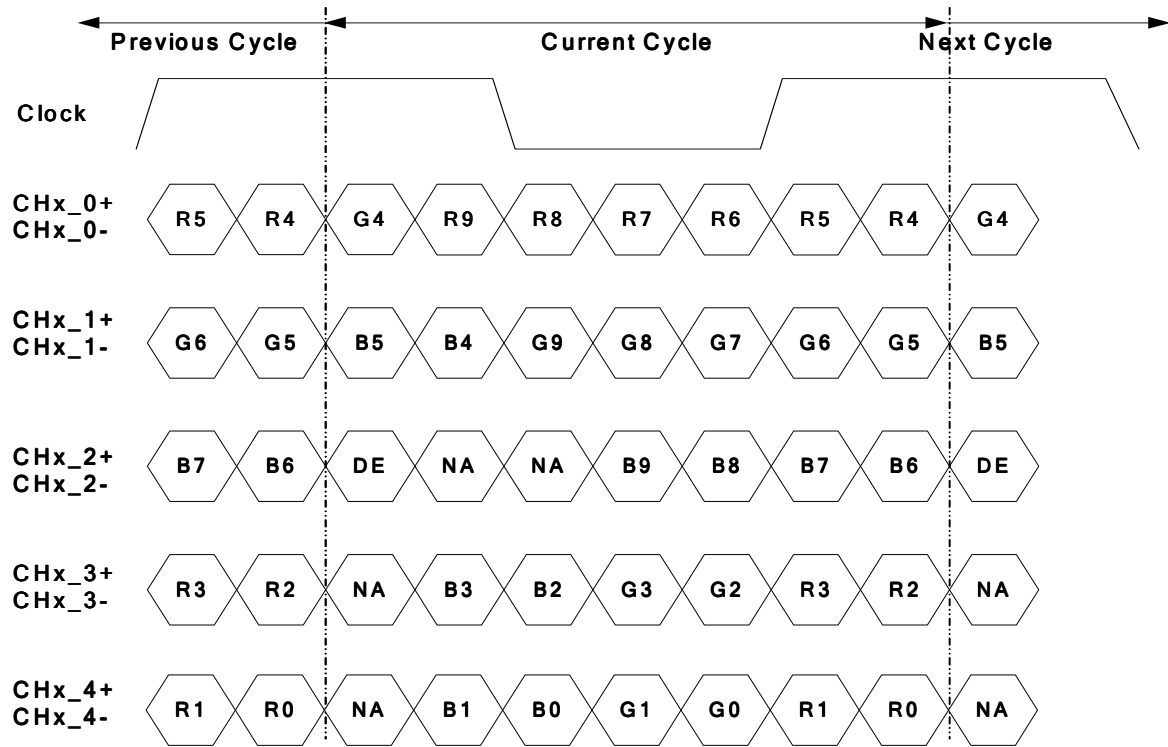 Previous Cycle Current Cycle Next Cycle
Clock
CHx_0+
CHx_0-
R5 R4 G4 R9 R8 R7 R6 R5 R4 G4
CHx_1+
CHx_1-
G6 G5 B5 B4 G9 G8 G7 G6 G5 B5
CHx_2+
CHx_2-
B7 B6 DE NA NA B9 B8 B7 B6 DE
CHx_3+
CHx_3-
R3 R2 NA B3 B2 G3 G2 R3 R2 NA
CHx_4+
CHx_4-
R1 R0 NA B1 B0 G1 G0 R1 R0 NA